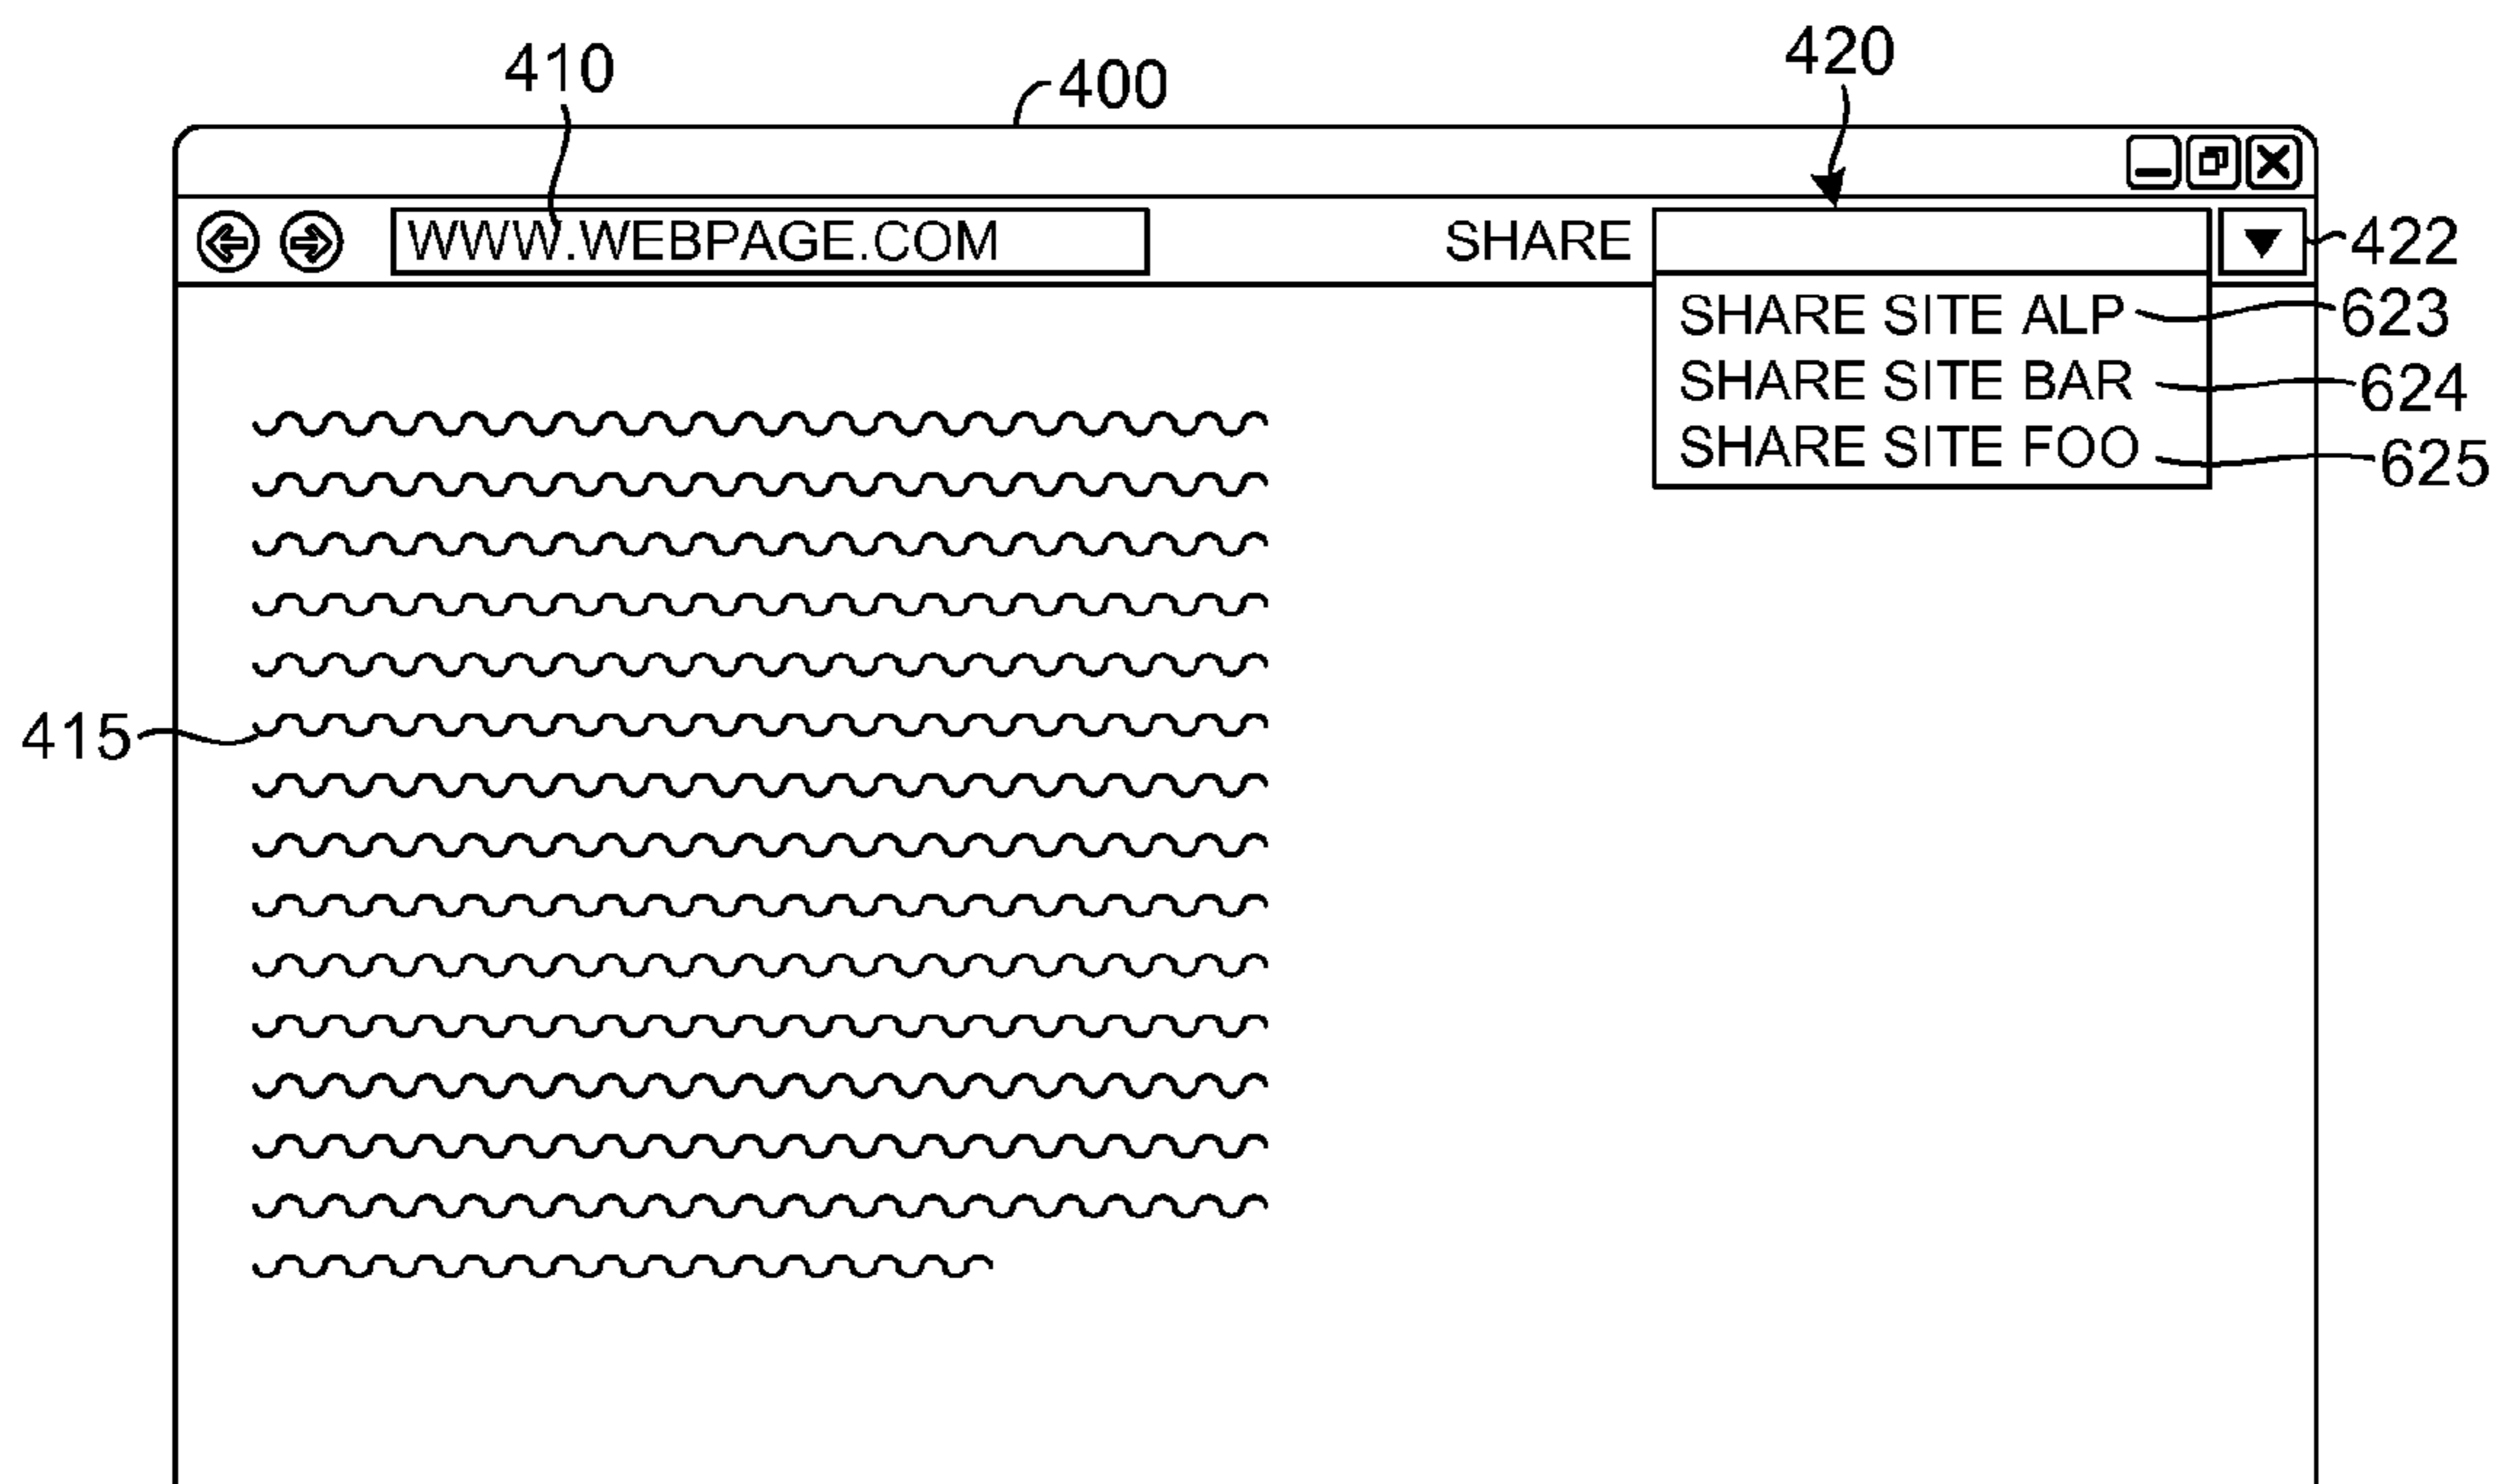 410
400
420
WWW.WEBPAGE.COM
SHARE
422
SHARE SITE ALP
623
SHARE SITE BAR
624
SHARE SITE FOO
625
415